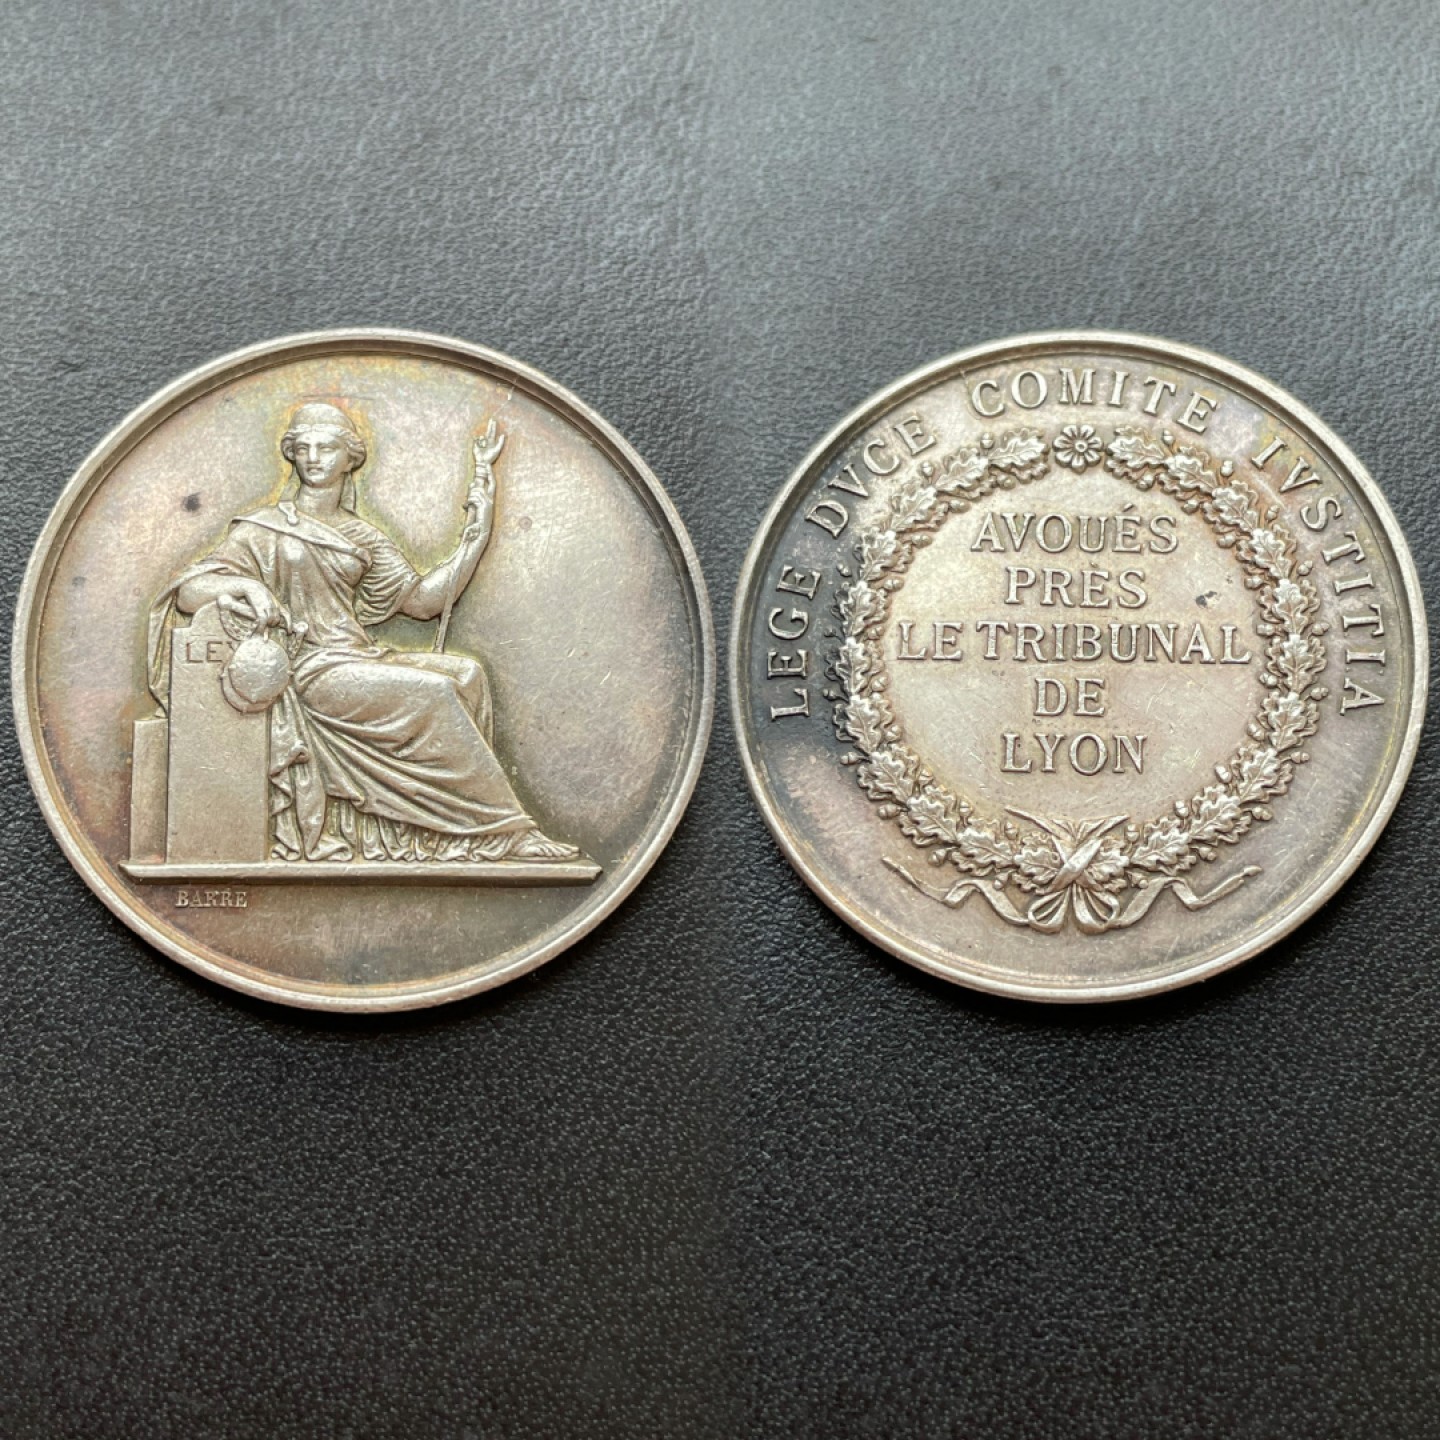 LEX
BARRE
LEGE DVCE COMITE IVSTITIA
AVOUÉS
PRÈS
LE TRIBUNAL
DE
LYON